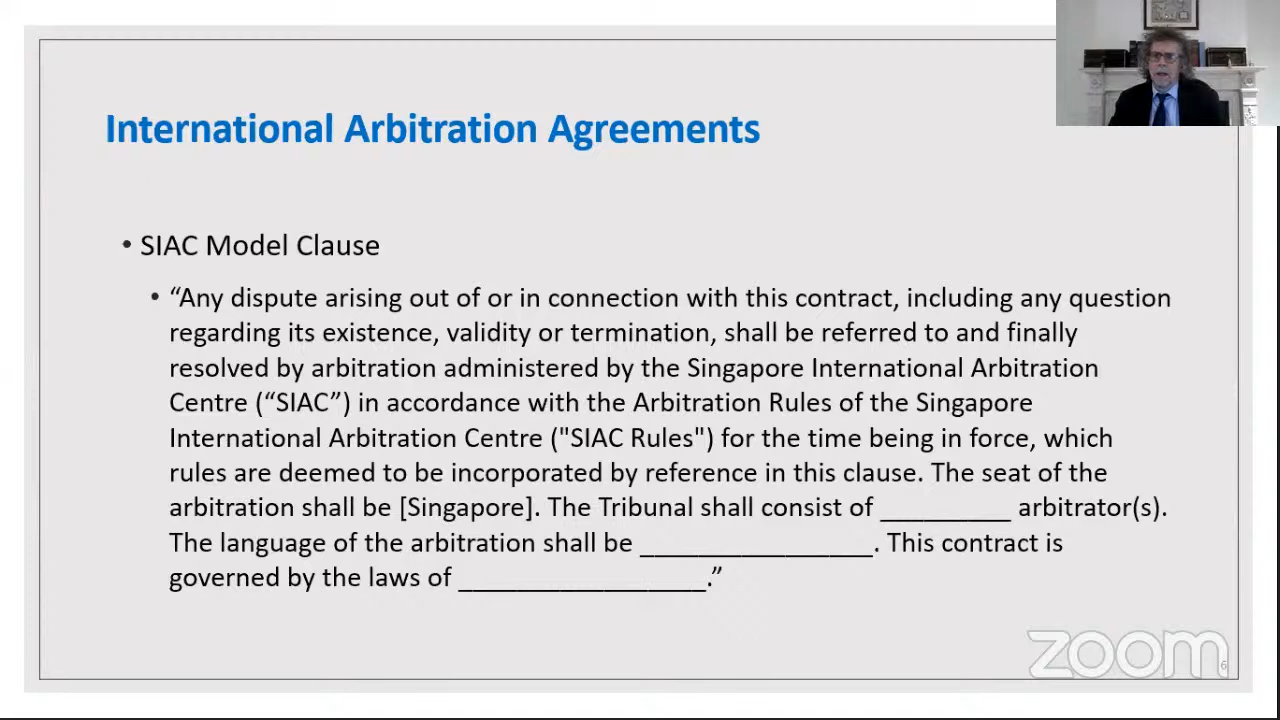 International Arbitration Agreements
• SIAC Model Clause
• “Any dispute arising out of or in connection with this contract, including any question
regarding its existence, validity or termination, shall be referred to and finally
resolved by arbitration administered by the Singapore International Arbitration
Centre (“SIAC”) in accordance with the Arbitration Rules of the Singapore
International Arbitration Centre ("SIAC Rules") for the time being in force, which
rules are deemed to be incorporated by reference in this clause. The seat of the
arbitration shall be [Singapore]. The Tribunal shall consist of _________ arbitrator(s).
The language of the arbitration shall be ________________. This contract is
governed by the laws of _________________.”
zoom
6